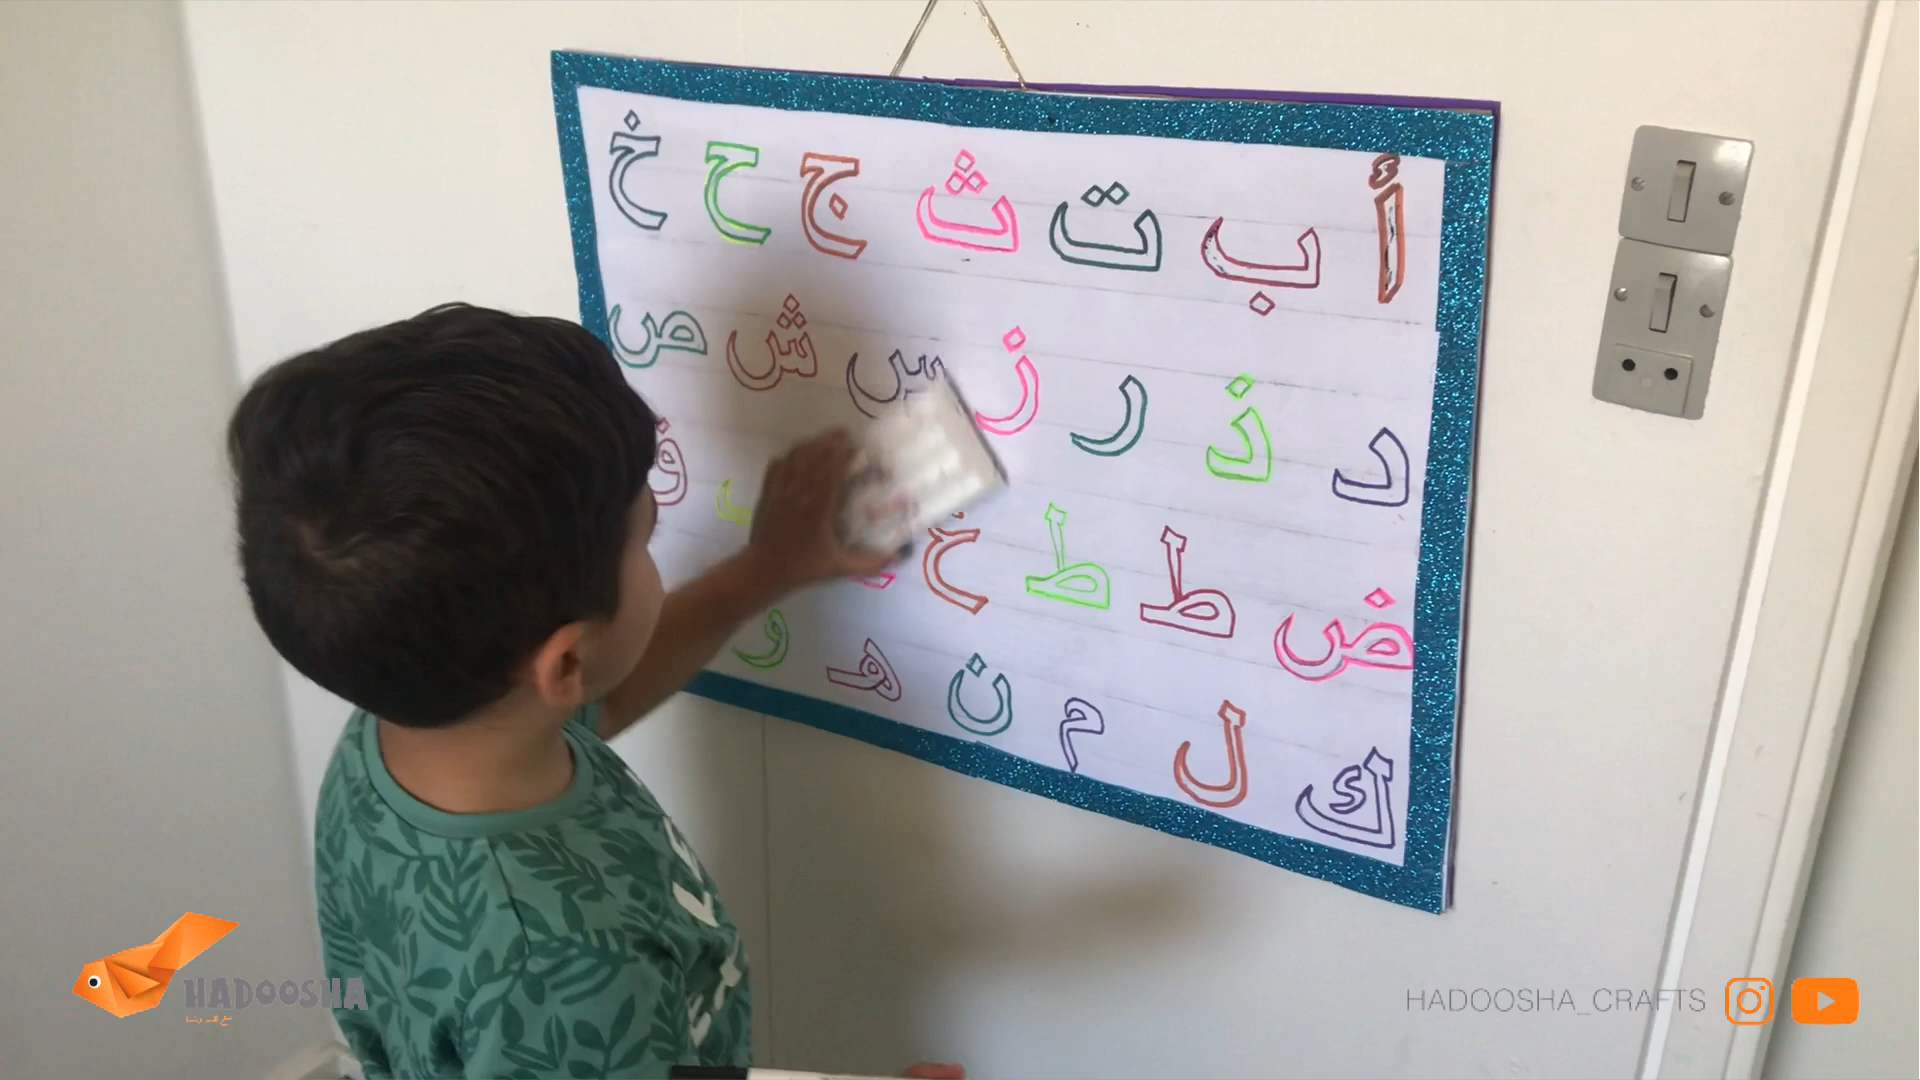 أ ب ت ث ج ح خ
د ذ ر ز س ش ص
ض ط ط غ ف
ك ل م ن هـ و
HADOOSHA
HADOOSHA_CRAFTS